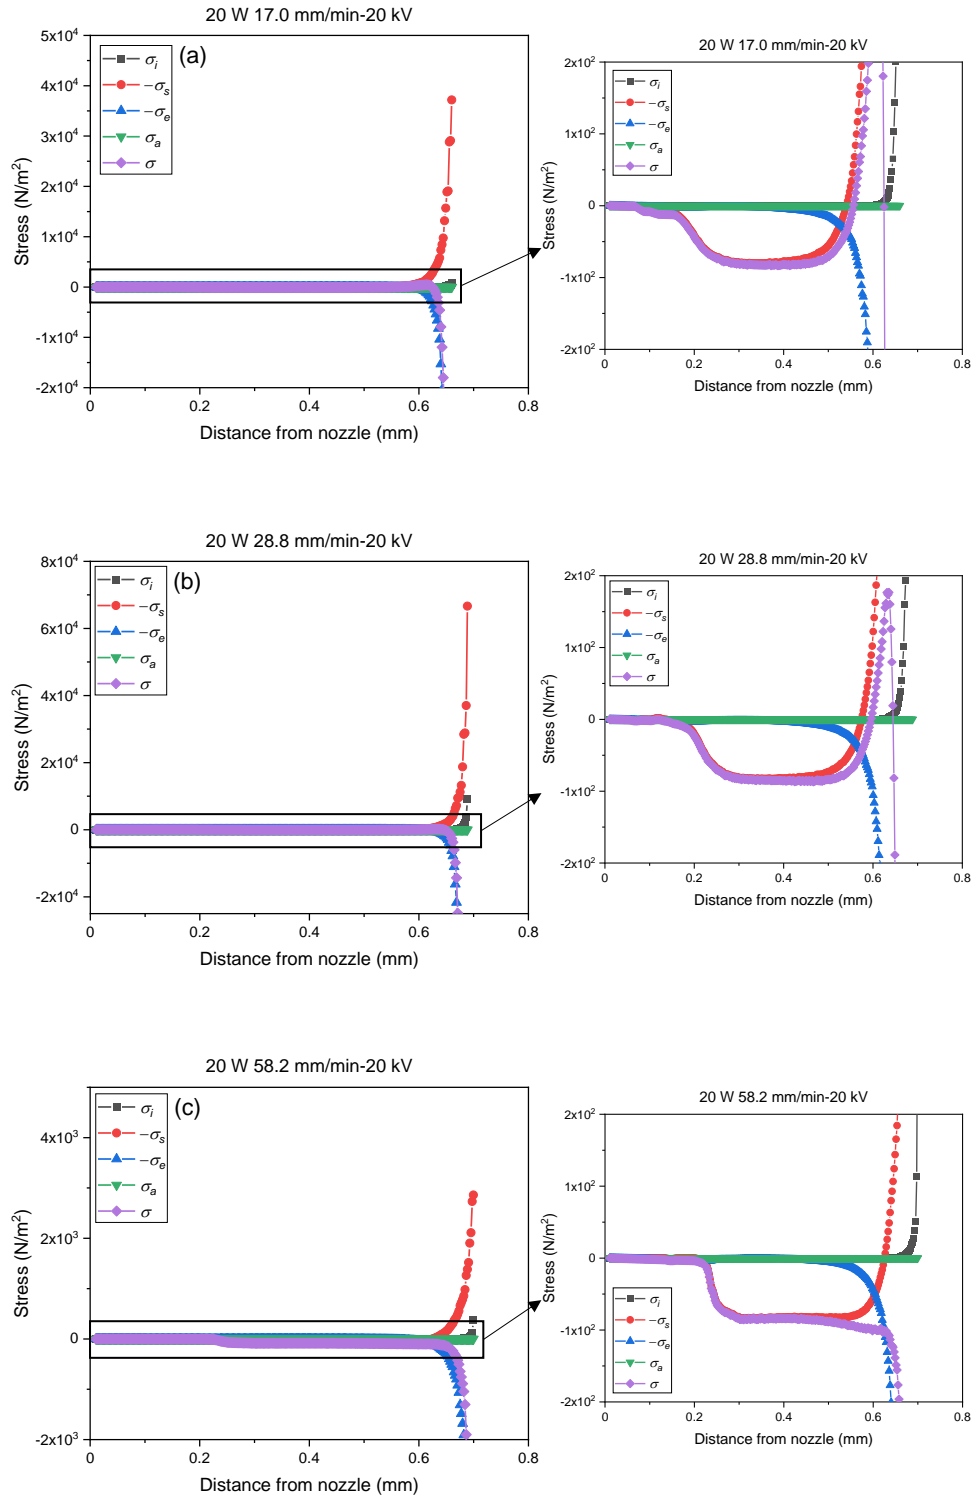 20 W 17.0 mm/min-20 kV
(a)
σi
−σs
−σe
σa
σ
5x10⁴
4x10⁴
3x10⁴
2x10⁴
1x10⁴
0
-1x10⁴
-2x10⁴
Stress (N/m²)
0 0.2 0.4 0.6 0.8
Distance from nozzle (mm)
20 W 17.0 mm/min-20 kV
σi
−σs
−σe
σa
σ
2x10²
1x10²
0
-1x10²
-2x10²
Stress (N/m²)
0 0.2 0.4 0.6 0.8
Distance from nozzle (mm)
20 W 28.8 mm/min-20 kV
(b)
σi
−σs
−σe
σa
σ
8x10⁴
6x10⁴
4x10⁴
2x10⁴
0
-2x10⁴
Stress (N/m²)
0 0.2 0.4 0.6 0.8
Distance from nozzle (mm)
20 W 28.8 mm/min-20 kV
σi
−σs
−σe
σa
σ
2x10²
1x10²
0
-1x10²
-2x10²
Stress (N/m²)
0 0.2 0.4 0.6 0.8
Distance from nozzle (mm)
20 W 58.2 mm/min-20 kV
(c)
σi
−σs
−σe
σa
σ
4x10³
2x10³
0
-2x10³
Stress (N/m²)
0 0.2 0.4 0.6 0.8
Distance from nozzle (mm)
20 W 58.2 mm/min-20 kV
2x10²
1x10²
0
-1x10²
-2x10²
Stress (N/m²)
σi
−σs
−σe
σa
σ
0 0.2 0.4 0.6 0.8
Distance from nozzle (mm)